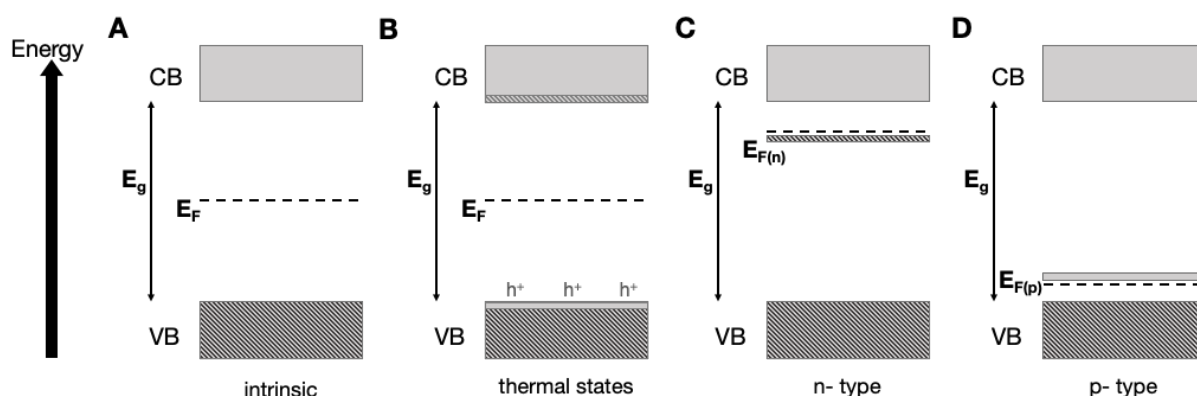 A
B
C
D
Energy
CB
CB
CB
CB
Eg
Eg
Eg
Eg
EF
EF
EF(n)
EF(p)
h+ h+ h+
VB
VB
VB
VB
intrinsic
thermal states
n- type
p- type